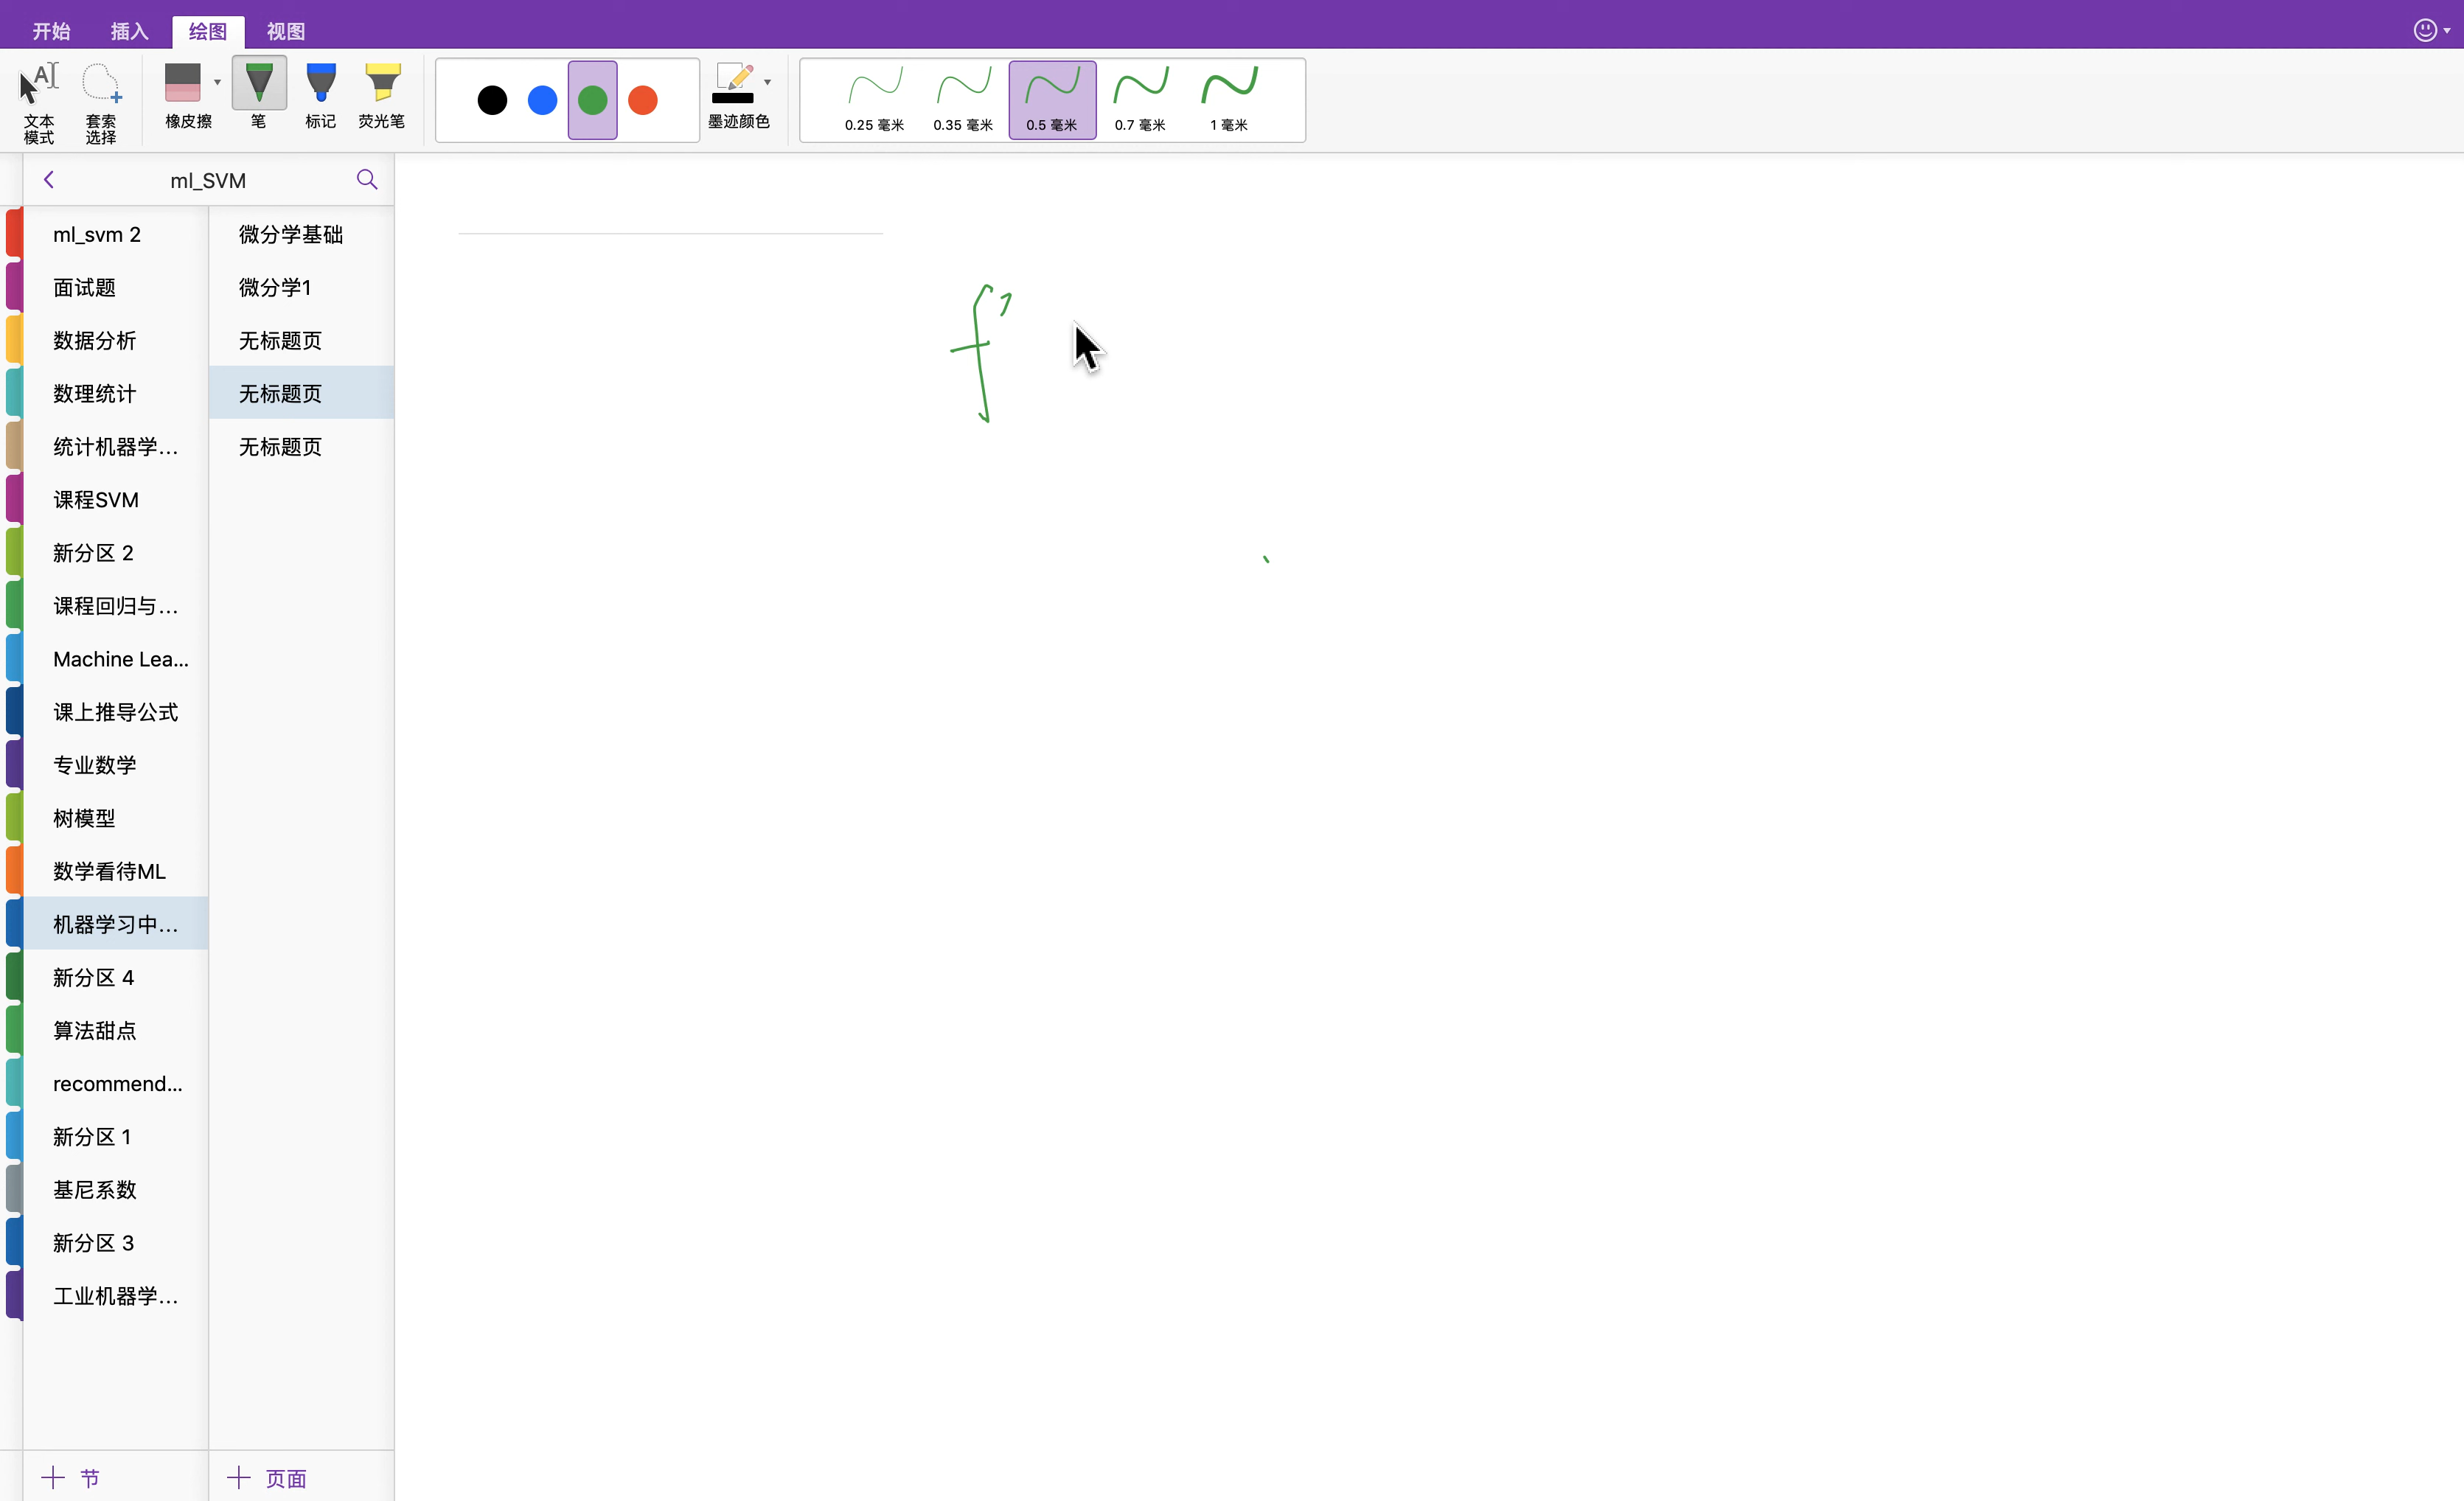 开始 插入 绘图 视图
文本模式 套索选择 橡皮擦 笔 标记 荧光笔 墨迹颜色 0.25 毫米 0.35 毫米 0.5 毫米 0.7 毫米 1 毫米
ml_SVM
ml_svm 2
面试题
数据分析
数理统计
统计机器学...
课程SVM
新分区 2
课程回归与...
Machine Lea...
课上推导公式
专业数学
树模型
数学看待ML
机器学习中...
新分区 4
算法甜点
recommend...
新分区 1
基尼系数
新分区 3
工业机器学...
节
微分学基础
微分学1
无标题页
无标题页
无标题页
页面
f'